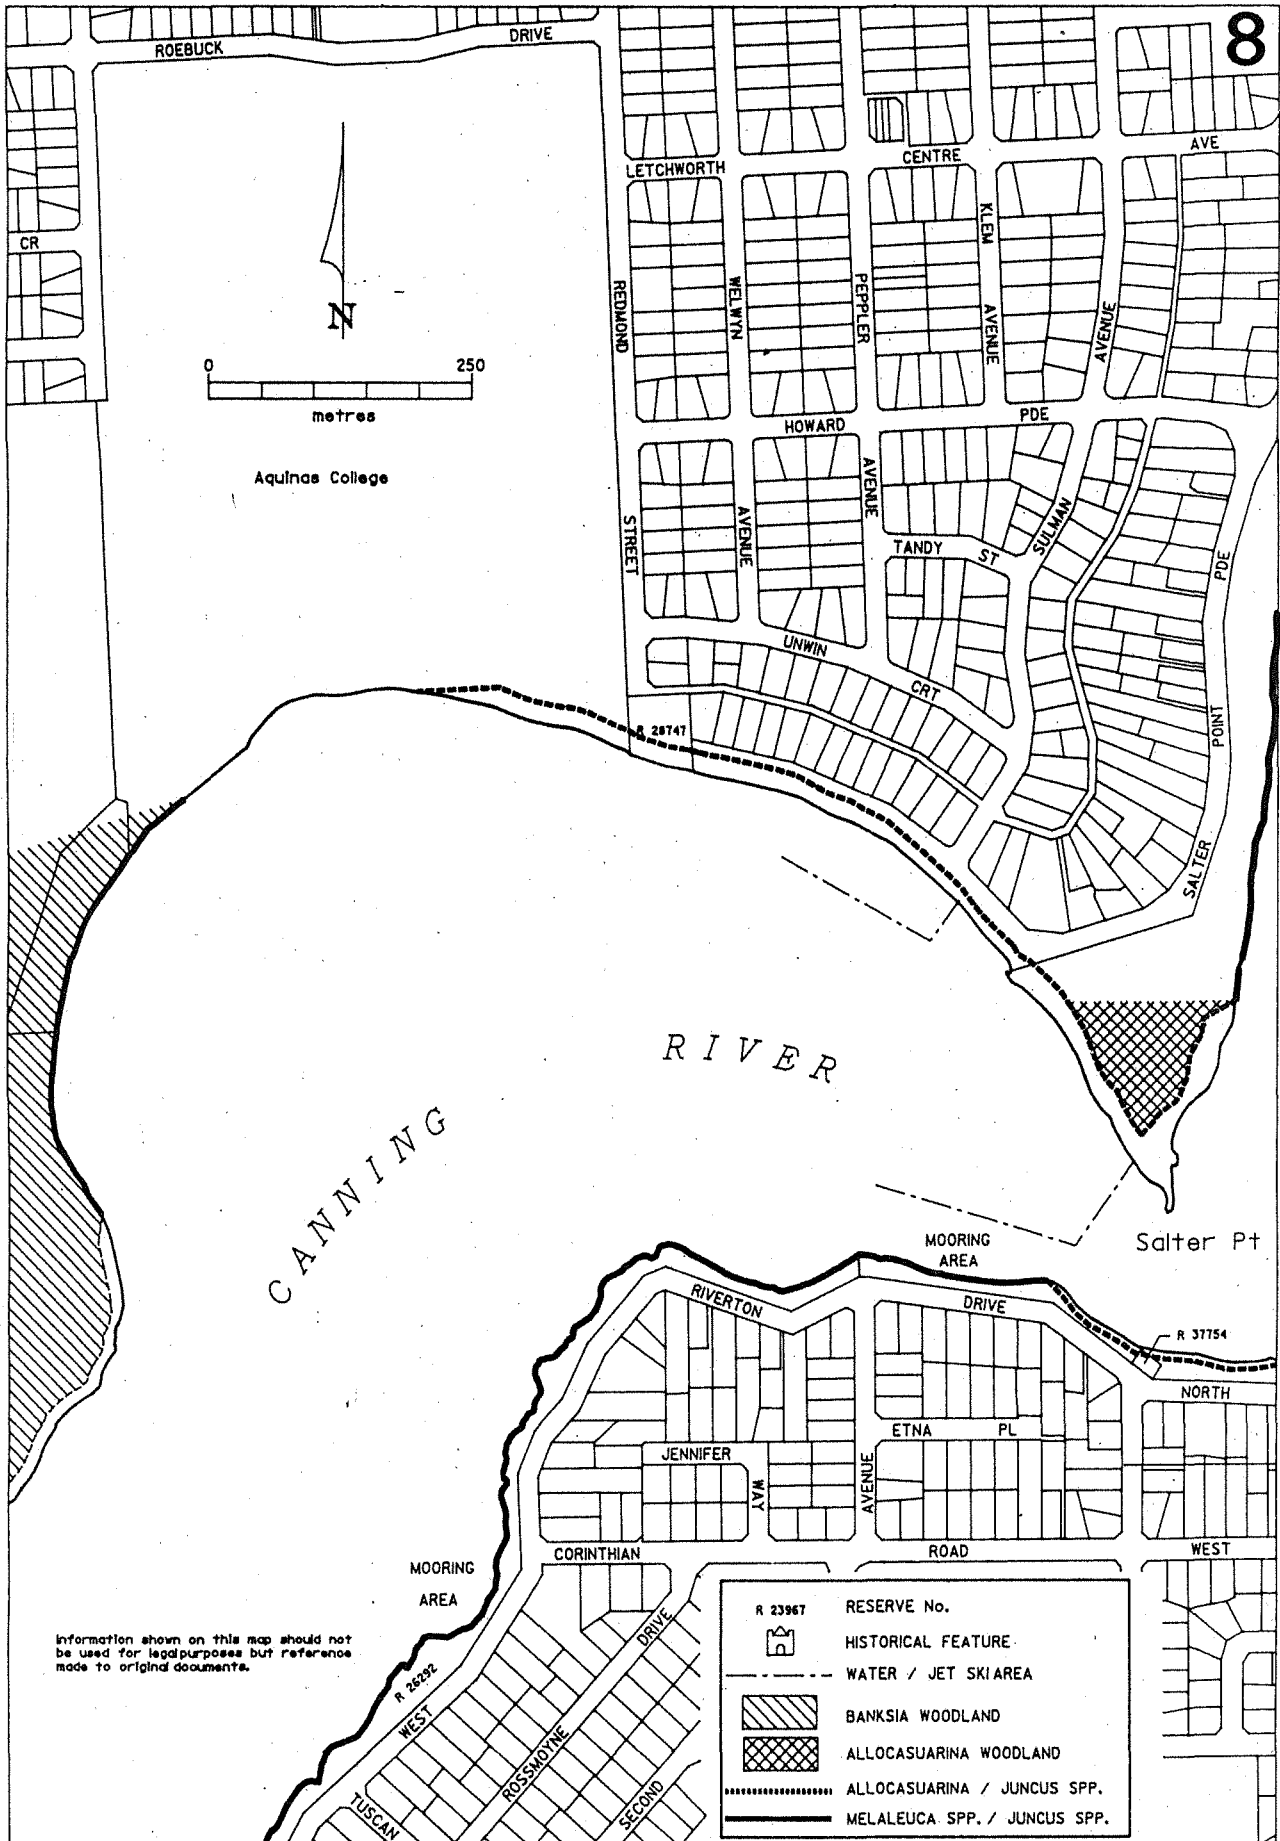 8
ROEBUCK
DRIVE
LETCHWORTH
CENTRE
AVE
CR
N
0
250
metres
Aquinas College
REDMOND
WELWYN
PEPPLER
KLEM
AVENUE
AVENUE
HOWARD
PDE
STREET
AVENUE
AVENUE
TANDY
ST
SULMAN
PDE
UNWIN
CRT
POINT
SALTER
R 28747
CANNING
RIVER
Salter Pt
MOORING
AREA
RIVERTON
DRIVE
R 37754
NORTH
ETNA
PL
JENNIFER
WAY
AVENUE
CORINTHIAN
ROAD
WEST
MOORING
AREA
DRIVE
R 26292
WEST
ROSSMOYNE
SECOND
TUSCAN
Information shown on this map should not
be used for legal purposes but reference
made to original documents.
R 23967 RESERVE No.
HISTORICAL FEATURE
WATER / JET SKI AREA
BANKSIA WOODLAND
ALLOCASUARINA WOODLAND
ALLOCASUARINA / JUNCUS SPP.
MELALEUCA SPP. / JUNCUS SPP.